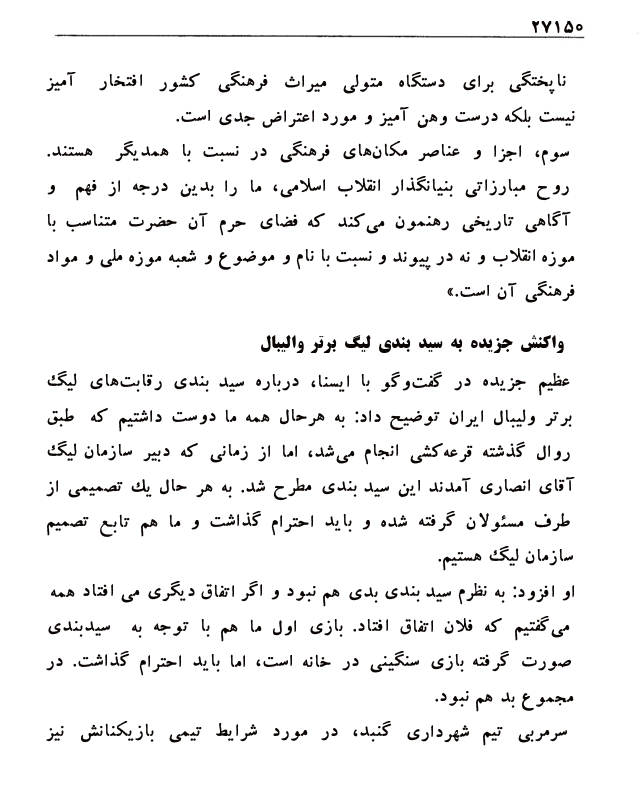 ۲۷۱۵۰
ناپختگی برای دستگاه متولی میراث فرهنگی کشور افتخار آمیز
نیست بلکه درست وهن آمیز و مورد اعتراض جدی است.
سوم، اجزا و عناصر مکان‌های فرهنگی در نسبت با همدیگر هستند.
روح مبارزاتی بنیانگذار انقلاب اسلامی، ما را بدین درجه از فهم و
آگاهی تاریخی رهنمون می‌کند که فضای حرم آن حضرت متناسب با
موزه انقلاب و نه در پیوند و نسبت با نام و موضوع و شعبه موزه ملی و مواد
فرهنگی آن است.»
واکنش جزیده به سید بندی لیگ برتر والیبال
عظیم جزیده در گفت‌وگو با ایسنا، درباره سید بندی رقابت‌های لیگ
برتر ولیبال ایران توضیح داد: به هرحال همه ما دوست داشتیم که طبق
روال گذشته قرعه‌کشی انجام می‌شد، اما از زمانی که دبیر سازمان لیگ
آقای انصاری آمدند این سید بندی مطرح شد. به هر حال یك تصمیمی از
طرف مسئولان گرفته شده و باید احترام گذاشت و ما هم تابع تصمیم
سازمان لیگ هستیم.
او افزود: به نظرم سید بندی بدی هم نبود و اگر اتفاق دیگری می افتاد همه
می‌گفتیم که فلان اتفاق افتاد. بازی اول ما هم با توجه به سیدبندی
صورت گرفته بازی سنگینی در خانه است، اما باید احترام گذاشت. در
مجموع بد هم نبود.
سرمربی تیم شهرداری گنبد، در مورد شرایط تیمی بازیکنانش نیز